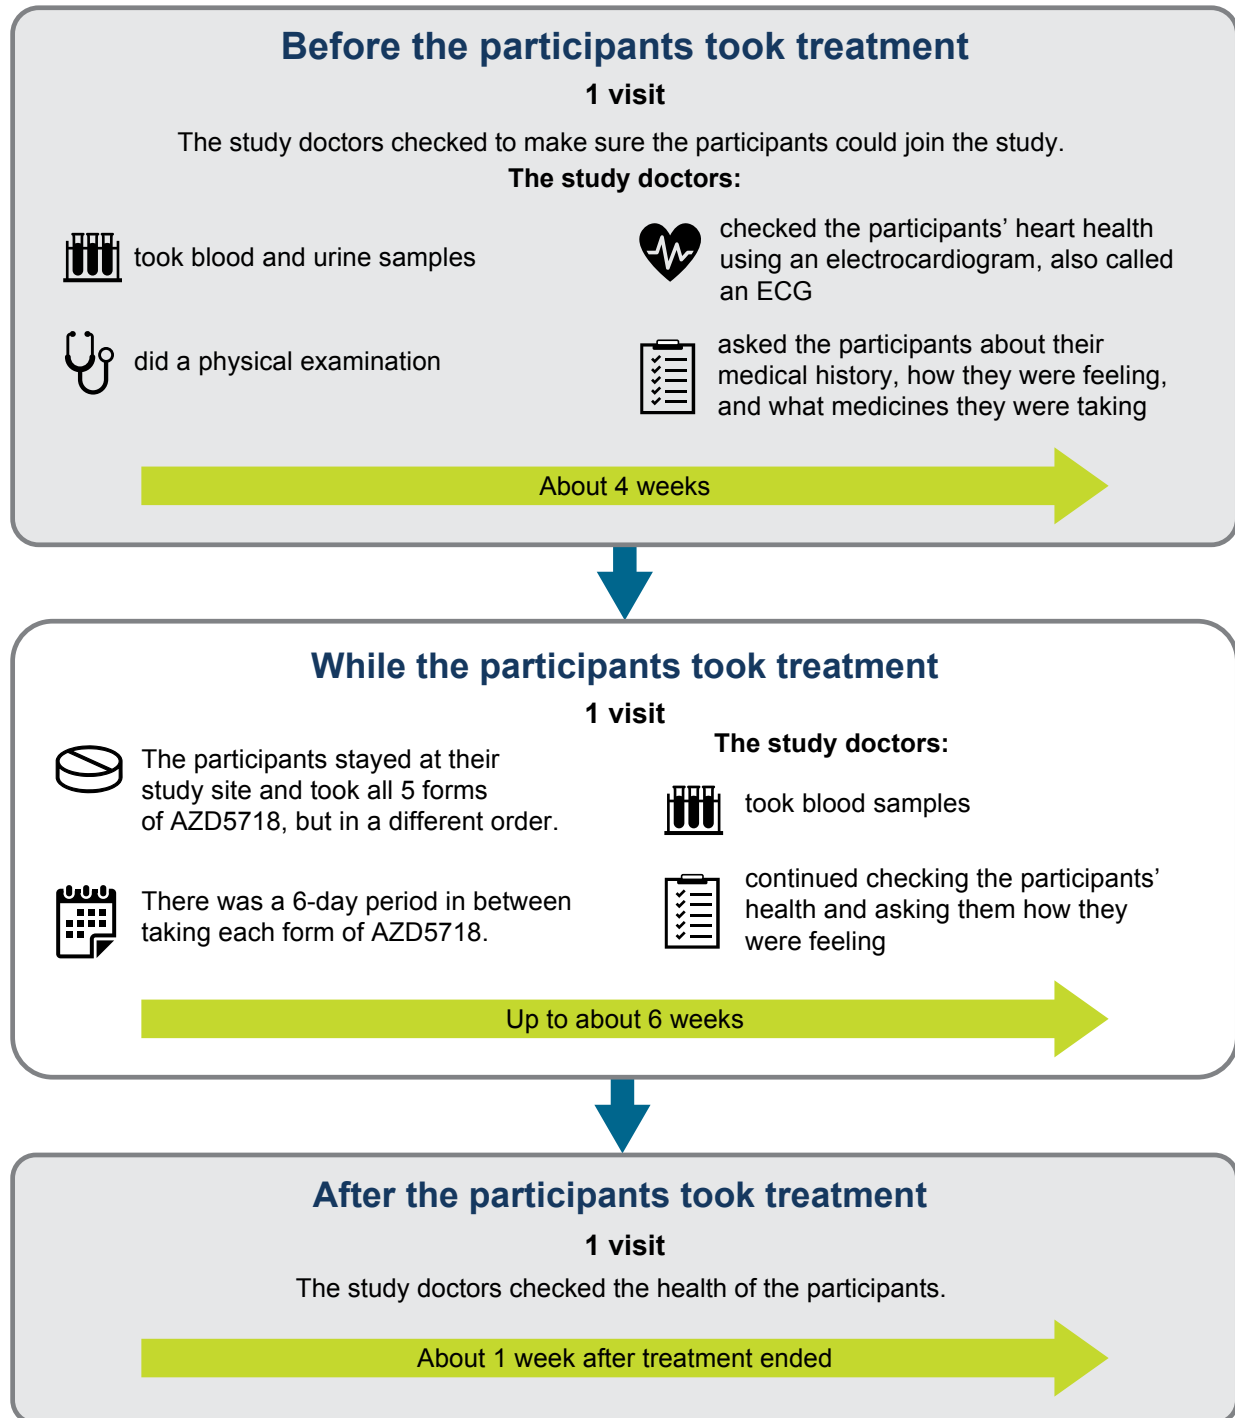 Before the participants took treatment
1 visit
The study doctors checked to make sure the participants could join the study.
The study doctors:
took blood and urine samples
did a physical examination
checked the participants’ heart health
using an electrocardiogram, also called
an ECG
asked the participants about their
medical history, how they were feeling,
and what medicines they were taking
About 4 weeks
While the participants took treatment
1 visit
The participants stayed at their
study site and took all 5 forms
of AZD5718, but in a different order.
There was a 6-day period in between
taking each form of AZD5718.
The study doctors:
took blood samples
continued checking the participants’
health and asking them how they
were feeling
Up to about 6 weeks
After the participants took treatment
1 visit
The study doctors checked the health of the participants.
About 1 week after treatment ended